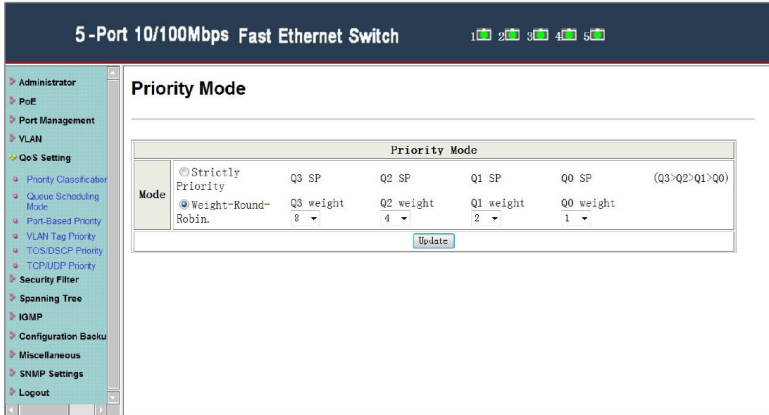 5-Port 10/100Mbps Fast Ethernet Switch
1 2 3 4 5
Administrator
PoE
Port Management
VLAN
QoS Setting
Priority Classification
Queue Scheduling
Mode
Port-Based Priority
VLAN Tag Priority
TOS/DSCP Priority
TCP/UDP Priority
Security Filter
Spanning Tree
IGMP
Configuration Backu
Miscellaneous
SNMP Settings
Logout
Priority Mode
Priority Mode
Mode
Strictly
Priority
Q3 SP Q2 SP Q1 SP Q0 SP (Q3>Q2>Q1>Q0)
Weight-Round-
Robin.
Q3 weight Q2 weight Q1 weight Q0 weight
8 4 2 1
Update